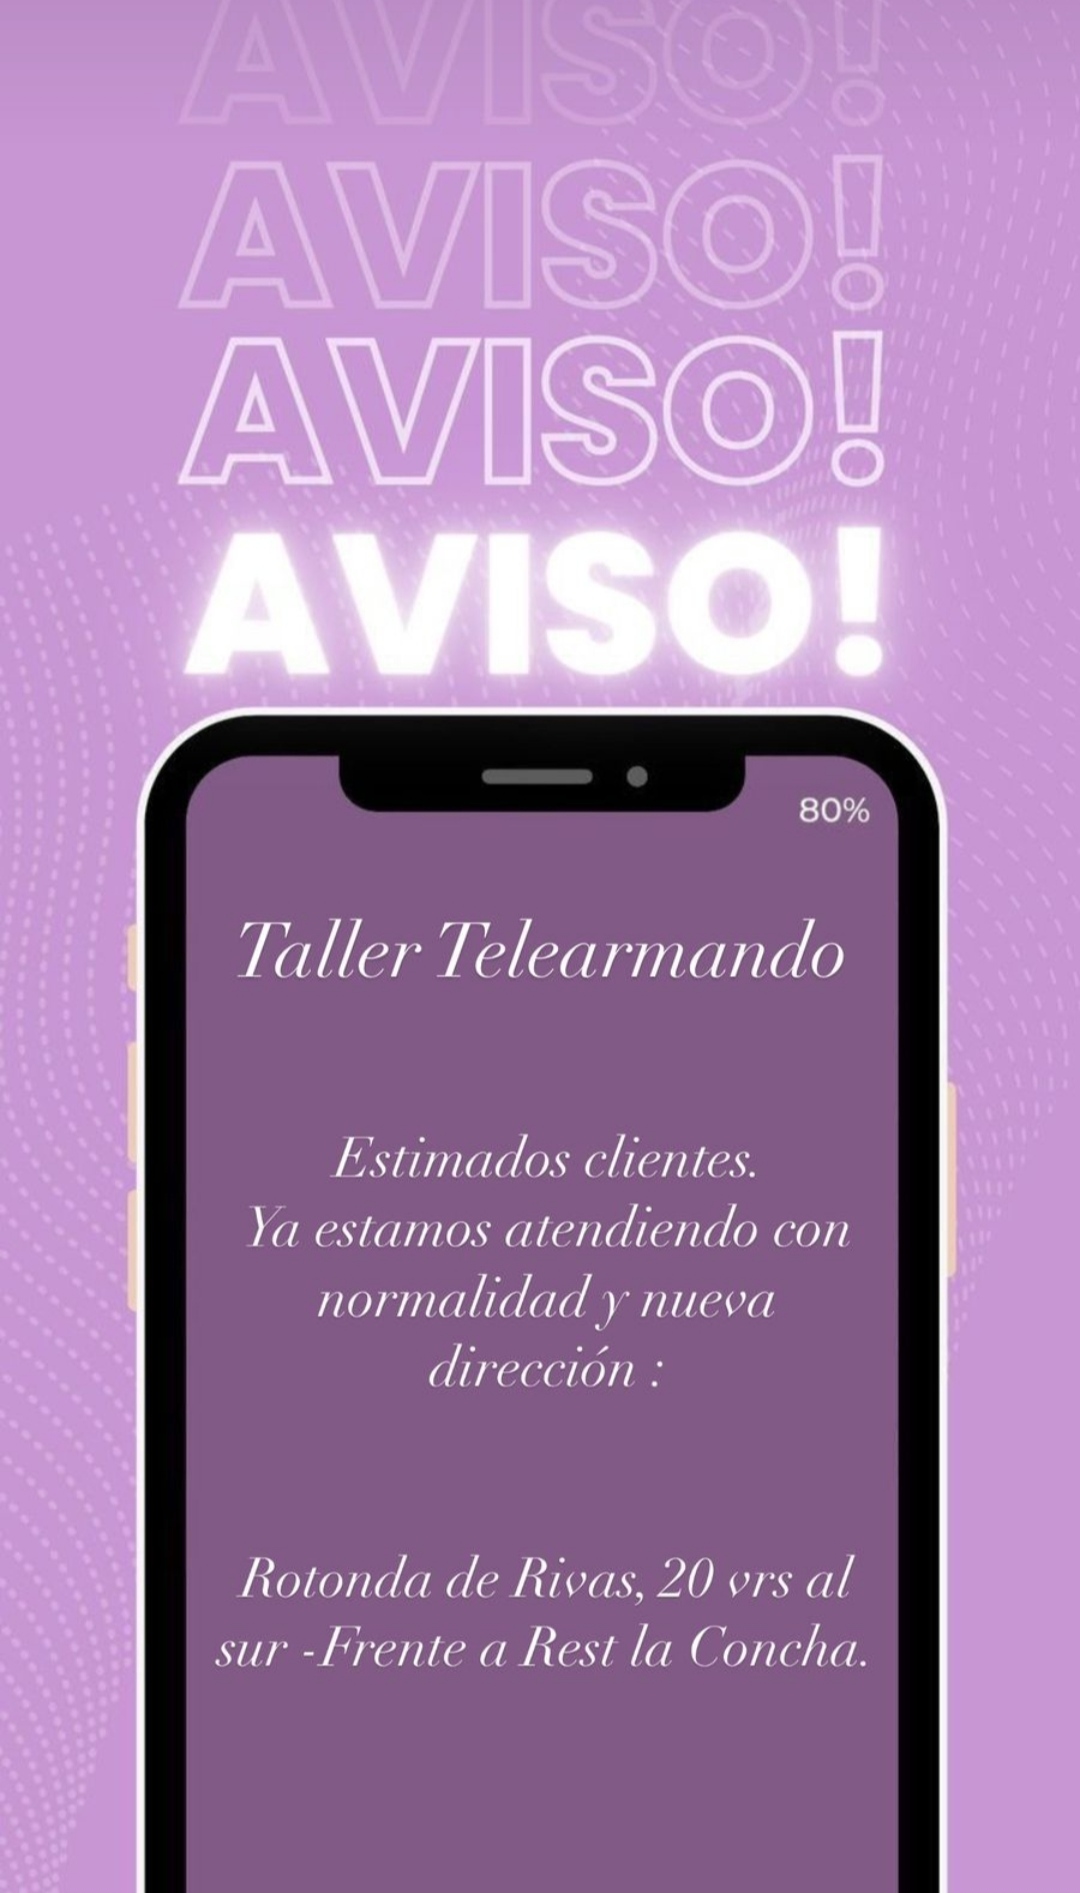 AVISO!
AVISO!
AVISO!
AVISO!
80%
Taller Telearmando
Estimados clientes.
Ya estamos atendiendo con
normalidad y nueva
dirección :
Rotonda de Rivas, 20 vrs al
sur -Frente a Rest la Concha.